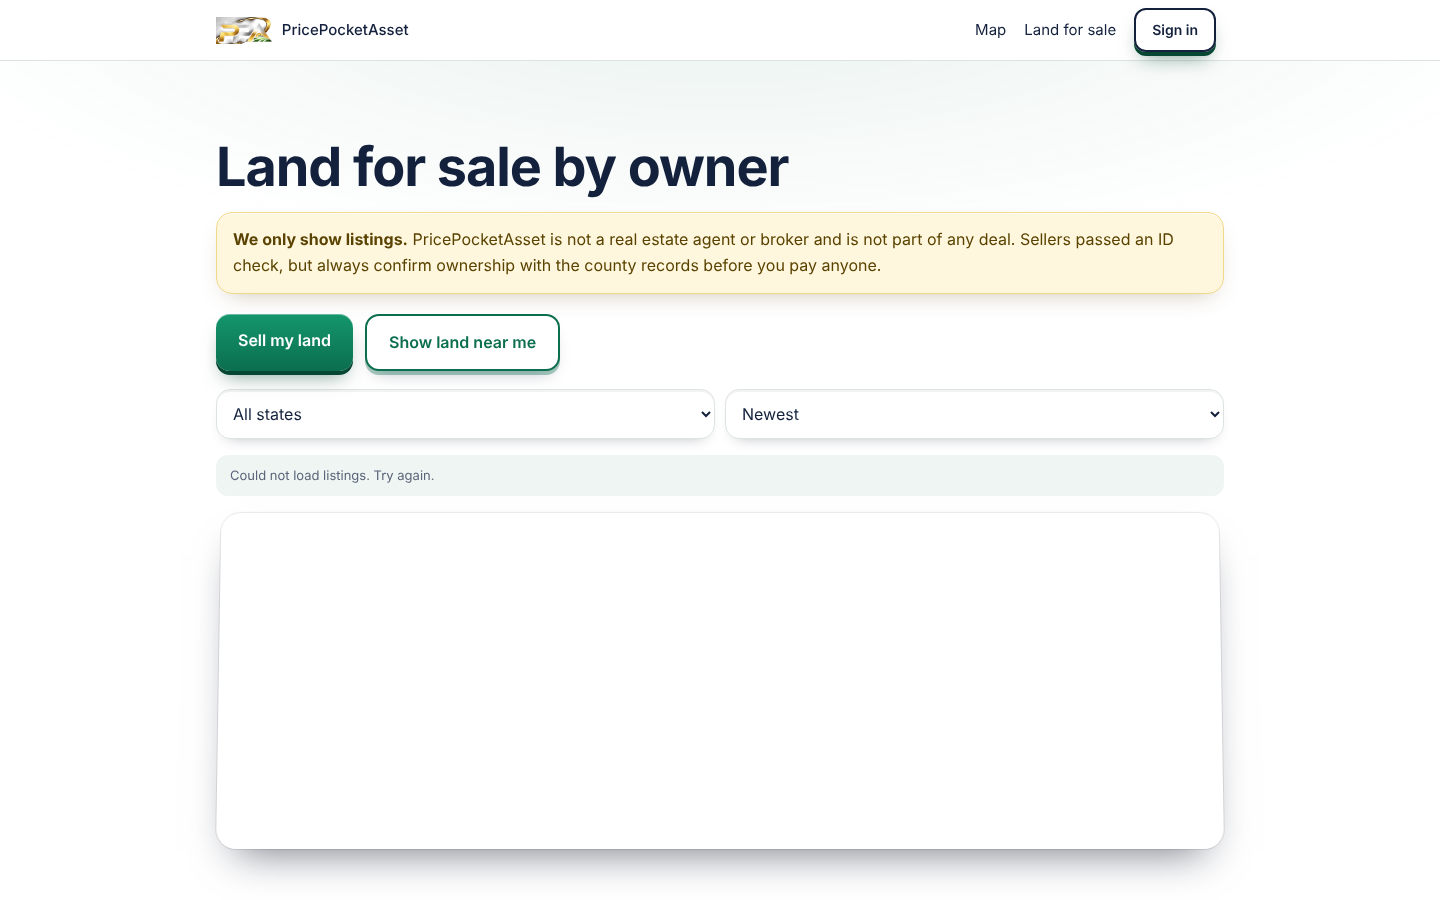 PPA
PricePocketAsset
Map
Land for sale
Sign in
Land for sale by owner
We only show listings. PricePocketAsset is not a real estate agent or broker and is not part of any deal. Sellers passed an ID
check, but always confirm ownership with the county records before you pay anyone.
Sell my land
Show land near me
All states
Newest
Could not load listings. Try again.